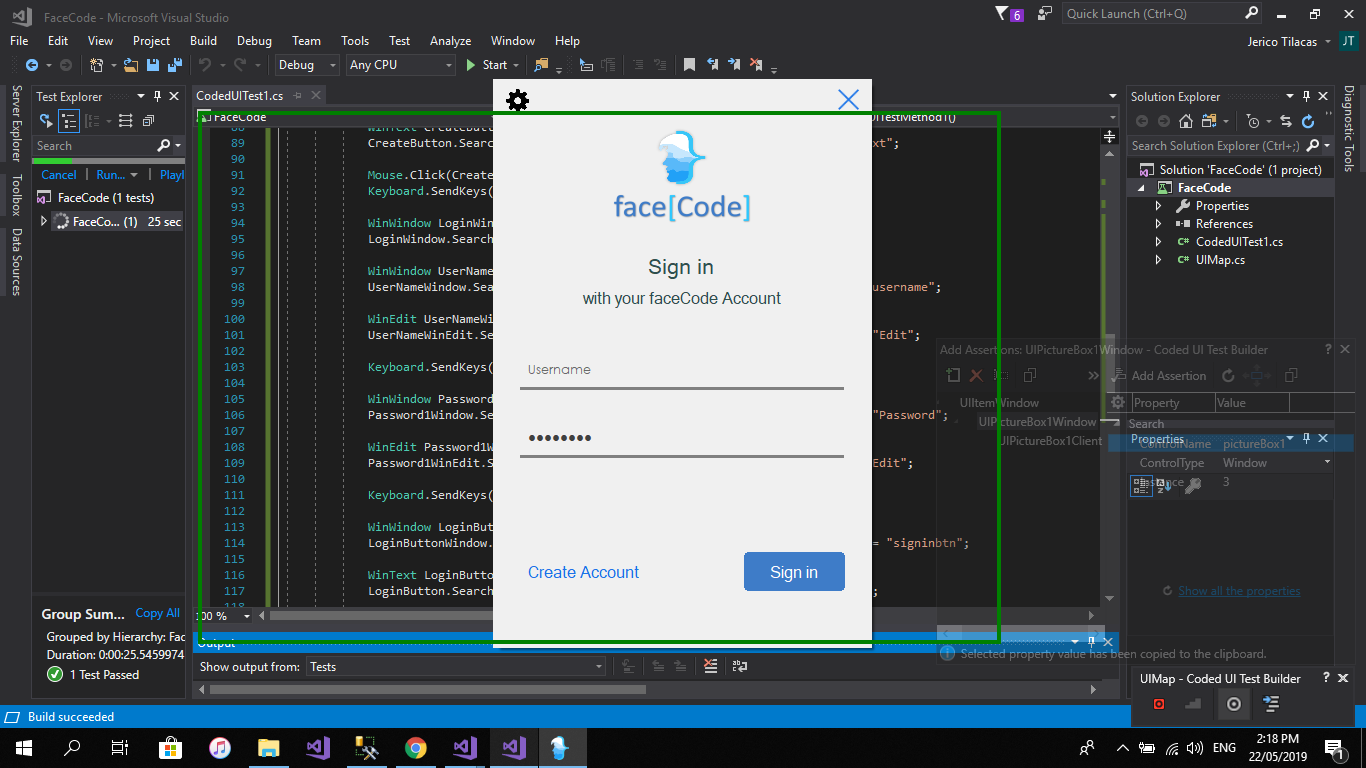 FaceCode - Microsoft Visual Studio
6
Quick Launch (Ctrl+Q)
File Edit View Project Build Debug Team Tools Test Analyze Window Help
Jerico Tilacas JT
Debug Any CPU Start
Server Explorer
Toolbox
Data Sources
Test Explorer
Search
Cancel Run... Playl
FaceCode (1 tests)
FaceCo... (1) 25 sec
Group Sum... Copy All
Grouped by Hierarchy: Fac
Duration: 0:00:25.5459974
1 Test Passed
CodedUITest1.cs
FaceCode
88 WinText CreateButt
89 CreateButton.Searc xt";
90
91 Mouse.Click(Create
92 Keyboard.SendKeys(
93
94 WinWindow LoginWin
95 LoginWindow.Search
96
97 WinWindow UserName
98 UserNameWindow.Sea username";
99
100 WinEdit UserNameWi
101 UserNameWinEdit.Se "Edit";
102
103 Keyboard.SendKeys(
104
105 WinWindow Password
106 Password1Window.Se "Password";
107
108 WinEdit Password1W
109 Password1WinEdit.S Edit";
110
111 Keyboard.SendKeys(
112
113 WinWindow LoginBut
114 LoginButtonWindow. = "signinbtn";
115
116 WinText LoginButto
117 LoginButton.Search ;
118
100 %
face[Code]
Sign in
with your faceCode Account
Username
••••••••
Create Account Sign in
Output
Show output from: Tests
Solution Explorer
Search Solution Explorer (Ctrl+;)
Solution 'FaceCode' (1 project)
FaceCode
Properties
References
CodedUITest1.cs
UIMap.cs
Diagnostic Tools
Add Assertions: UIPictureBox1Window - Coded UI Test Builder
Add Assertion
UIItemWindow
UIPictureBox1Window
UIPictureBox1Client
Property Value
Search
Properties
ControlName pictureBox1
ControlType Window
Instance 3
Show all the properties
Selected property value has been copied to the clipboard.
UIMap - Coded UI Test Builder
Build succeeded
ENG
2:18 PM
22/05/2019
1